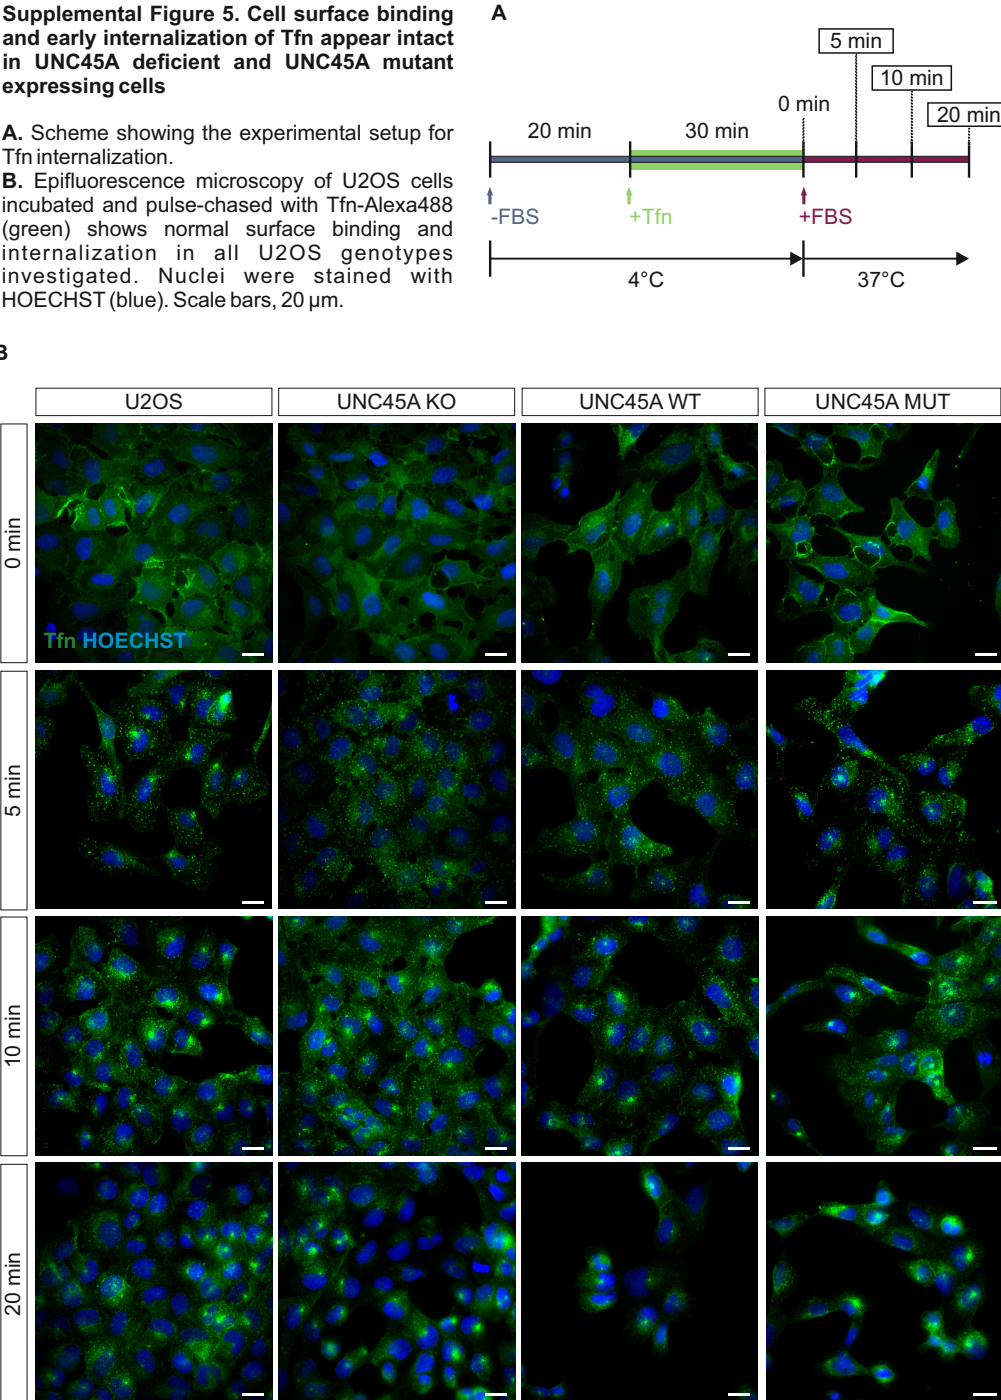 Supplemental Figure 5. Cell surface binding
and early internalization of Tfn appear intact
in UNC45A deficient and UNC45A mutant
expressing cells
A. Scheme showing the experimental setup for
Tfn internalization.
B. Epifluorescence microscopy of U2OS cells
incubated and pulse-chased with Tfn-Alexa488
(green) shows normal surface binding and
internalization in all U2OS genotypes
investigated. Nuclei were stained with
HOECHST (blue). Scale bars, 20 µm.
A
5 min
10 min
0 min
20 min
20 min
30 min
-FBS
+Tfn
+FBS
4°C
37°C
B
U2OS
UNC45A KO
UNC45A WT
UNC45A MUT
0 min
Tfn HOECHST
5 min
10 min
20 min